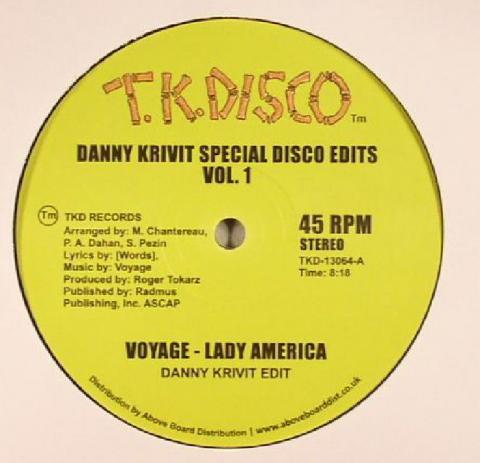 T.K.DISCO Tm
DANNY KRIVIT SPECIAL DISCO EDITS
VOL. 1
Tm TKD RECORDS
Arranged by: M. Chantereau,
P. A. Dahan, S. Pezin
Lyrics by: [Words].
Music by: Voyage
Produced by: Roger Tokarz
Published by: Radmus
Publishing, Inc. ASCAP
45 RPM
STEREO
TKD-13064-A
Time: 8:18
VOYAGE - LADY AMERICA
DANNY KRIVIT EDIT
Distribution by Above Board Distribution | www.aboveboarddist.co.uk